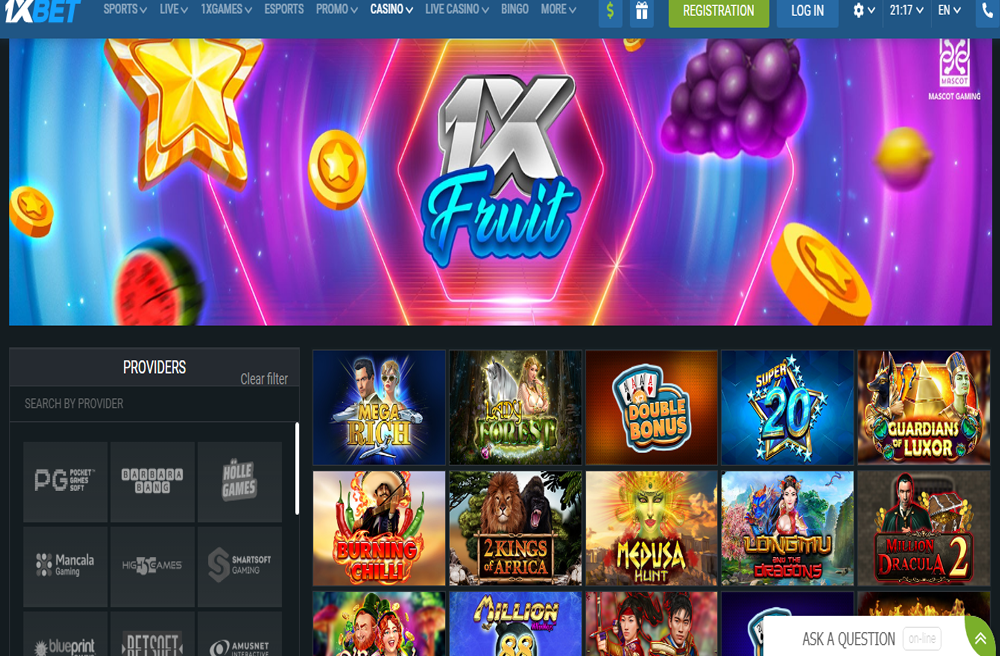 1XBET
SPORTS LIVE 1XGAMES ESPORTS PROMO CASINO LIVE CASINO BINGO MORE $ REGISTRATION LOG IN 21:17 EN
MASCOT
MASCOT GAMING
1X
Fruit
PROVIDERS
Clear filter
SEARCH BY PROVIDER
PG POCKET GAMES SOFT
BARBARA BANG
HÖLLE GAMES
Mancala Gaming
HIGH 5 GAMES
SMARTSOFT GAMING
blueprint
BETSOFT
AMUSNET
INTERACTIVE
MEGA RICH
LADY FOREST
DOUBLE BONUS
SUPER 20
GUARDIANS OF LUXOR
BURNING CHILLI
2 KINGS OF AFRICA
MEDUSA HUNT
LONGMU AND THE DRAGONS
MILLION DRACULA 2
MILLION
88
ASK A QUESTION on-line